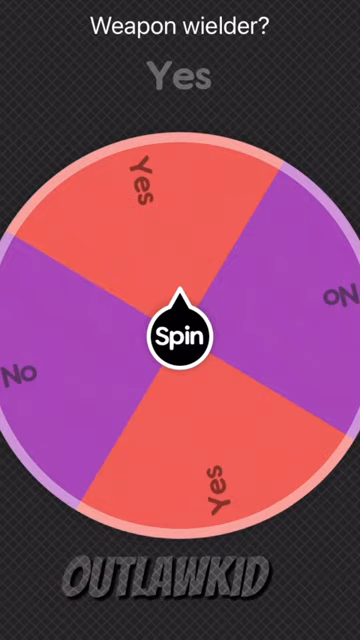 Weapon wielder?
Yes
Yes
No
Spin
No
Yes
OUTLAWKID